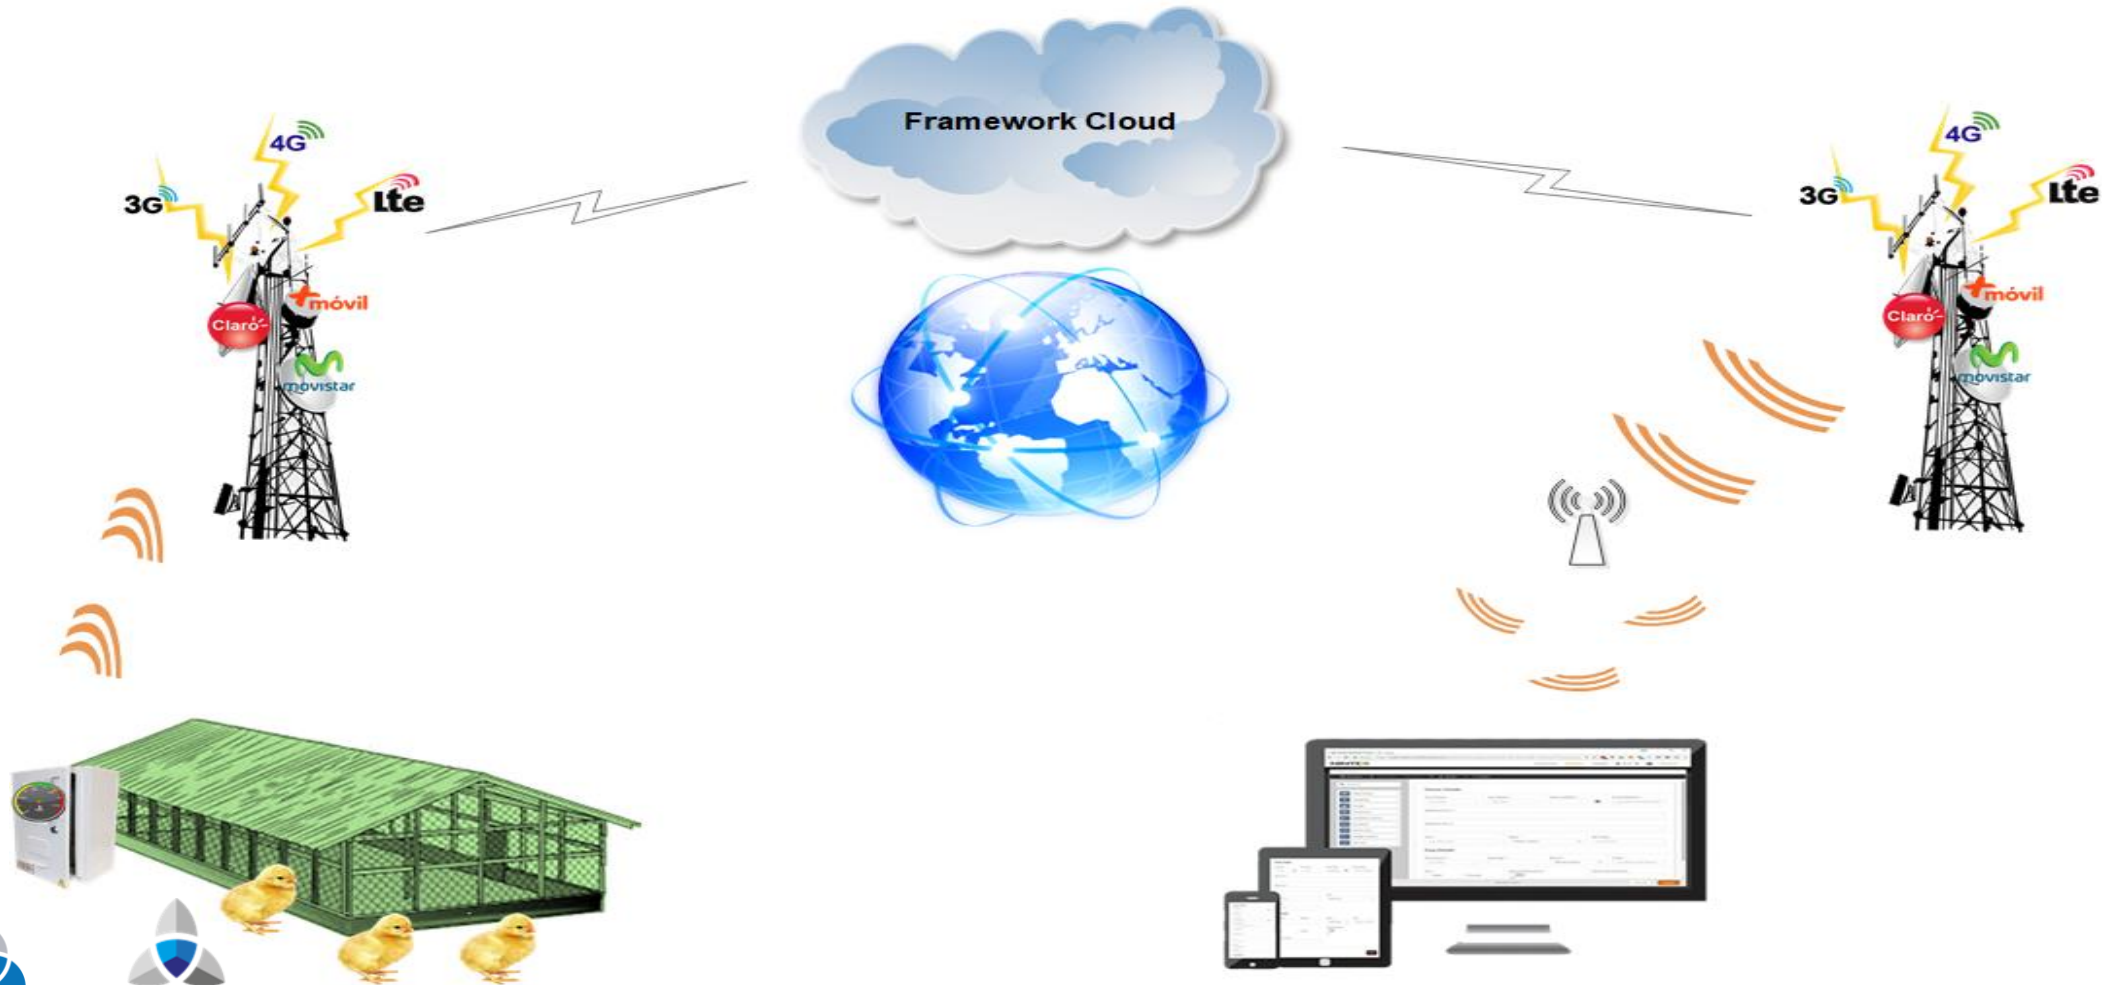 Framework Cloud
4G
3G
Lte
móvil
Claro
movistar
4G
3G
Lte
móvil
Claro
movistar